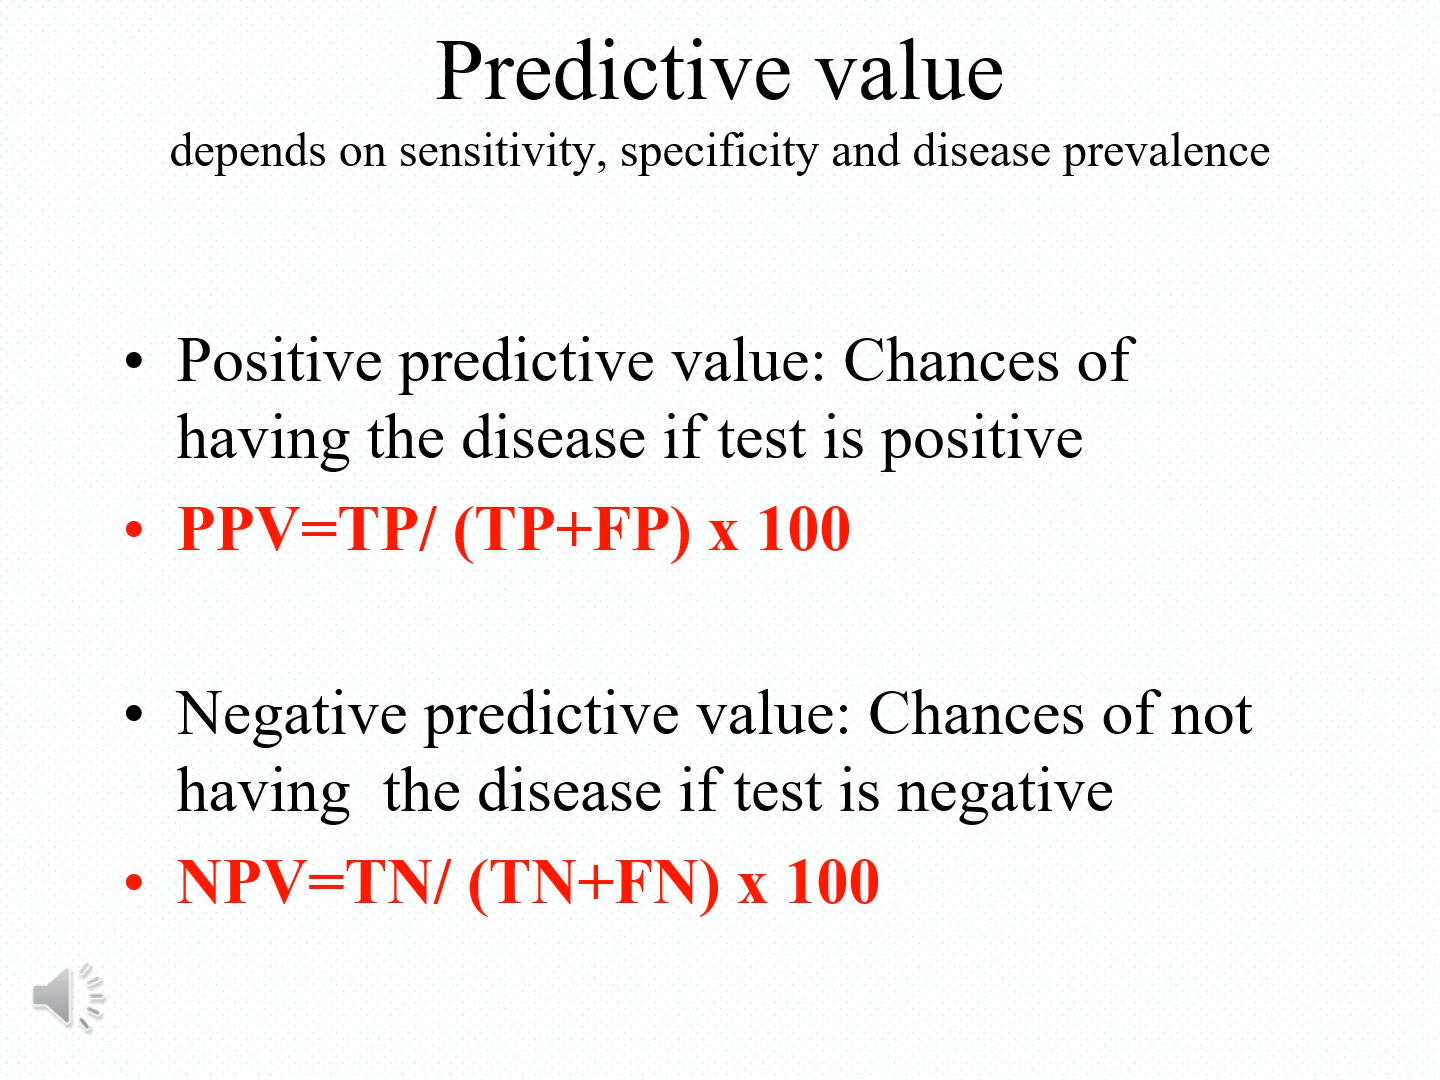 Predictive value
depends on sensitivity, specificity and disease prevalence
• Positive predictive value: Chances of
having the disease if test is positive
• PPV=TP/ (TP+FP) x 100
• Negative predictive value: Chances of not
having  the disease if test is negative
• NPV=TN/ (TN+FN) x 100